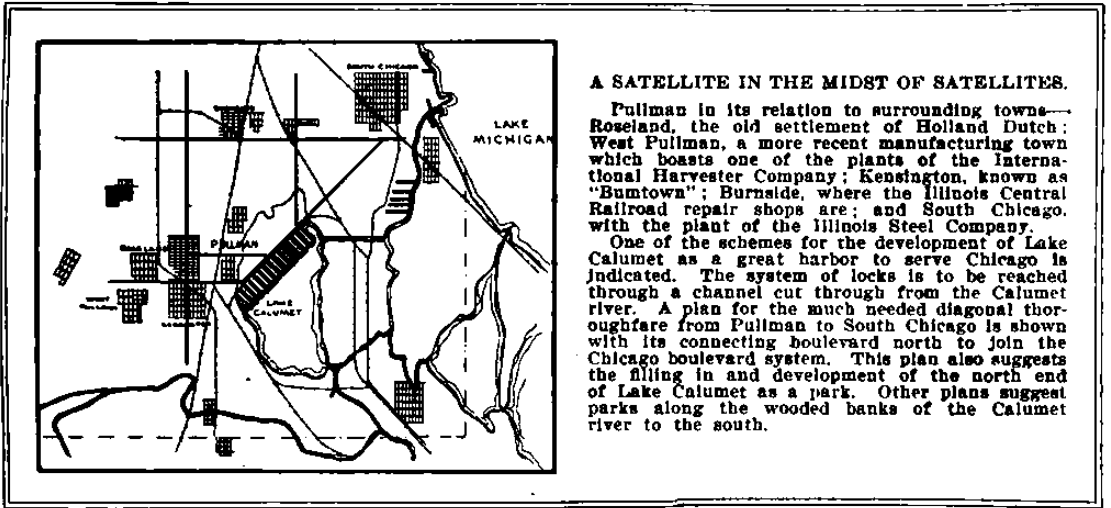 SOUTH CHICAGO
LAKE
MICHIGAN
PULLMAN
ROSELAND
WEST
PULLMAN
LAKE
CALUMET
A SATELLITE IN THE MIDST OF SATELLITES.
Pullman in its relation to surrounding towns—
Roseland, the old settlement of Holland Dutch;
West Pullman, a more recent manufacturing town
which boasts one of the plants of the Interna-
tional Harvester Company; Kensington, known as
"Bumtown"; Burnside, where the Illinois Central
Railroad repair shops are; and South Chicago,
with the plant of the Illinois Steel Company.
One of the schemes for the development of Lake
Calumet as a great harbor to serve Chicago is
indicated. The system of locks is to be reached
through a channel cut through from the Calumet
river. A plan for the much needed diagonal thor-
oughfare from Pullman to South Chicago is shown
with its connecting boulevard north to join the
Chicago boulevard system. This plan also suggests
the filling in and development of the north end
of Lake Calumet as a park. Other plans suggest
parks along the wooded banks of the Calumet
river to the south.